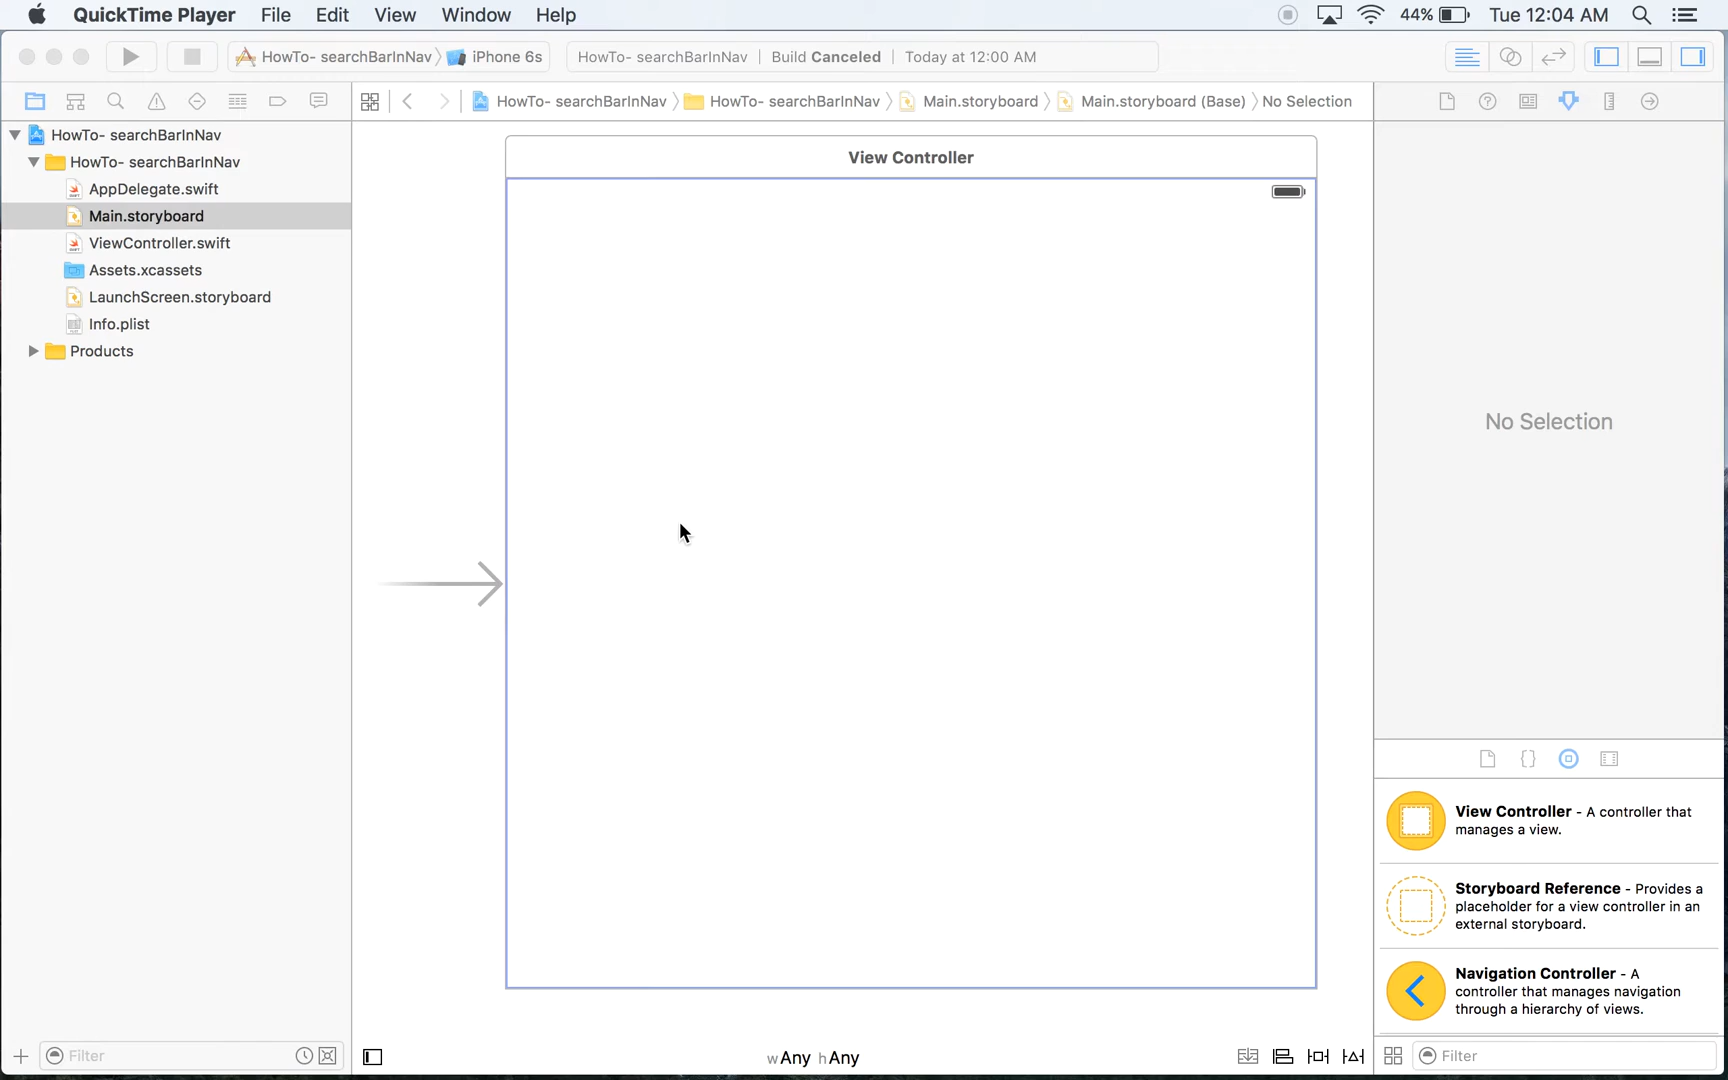 QuickTime Player File Edit View Window Help 44% Tue 12:04 AM
HowTo- searchBarInNav iPhone 6s HowTo- searchBarInNav Build Canceled Today at 12:00 AM
HowTo- searchBarInNav HowTo- searchBarInNav Main.storyboard Main.storyboard (Base) No Selection
HowTo- searchBarInNav
HowTo- searchBarInNav
AppDelegate.swift
Main.storyboard
ViewController.swift
Assets.xcassets
LaunchScreen.storyboard
Info.plist
Products
View Controller
No Selection
View Controller - A controller that
manages a view.
Storyboard Reference - Provides a
placeholder for a view controller in an
external storyboard.
Navigation Controller - A
controller that manages navigation
through a hierarchy of views.
Filter
wAny hAny
Filter